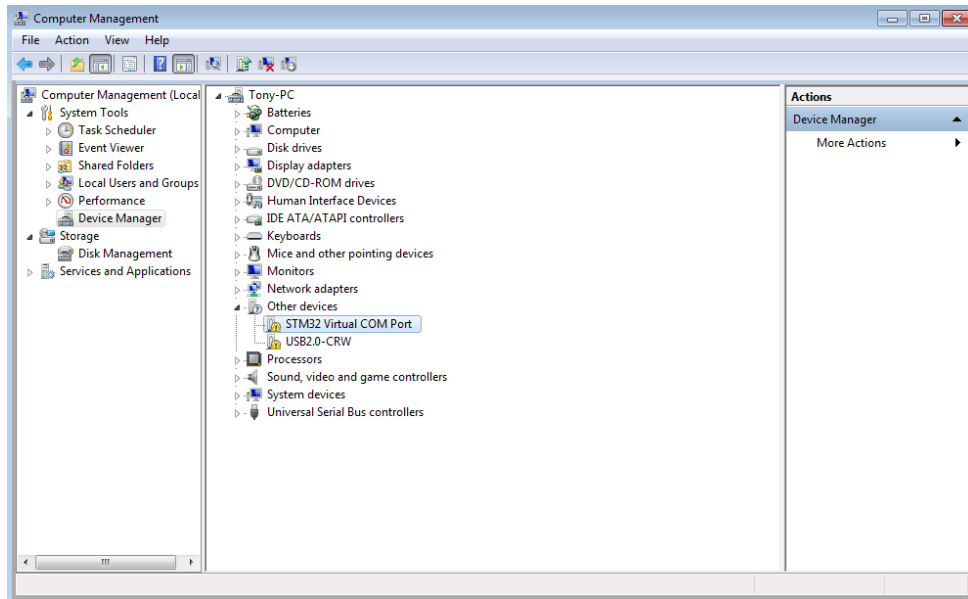 Computer Management
File Action View Help
Computer Management (Local
System Tools
Task Scheduler
Event Viewer
Shared Folders
Local Users and Groups
Performance
Device Manager
Storage
Disk Management
Services and Applications
Tony-PC
Batteries
Computer
Disk drives
Display adapters
DVD/CD-ROM drives
Human Interface Devices
IDE ATA/ATAPI controllers
Keyboards
Mice and other pointing devices
Monitors
Network adapters
Other devices
STM32 Virtual COM Port
USB2.0-CRW
Processors
Sound, video and game controllers
System devices
Universal Serial Bus controllers
Actions
Device Manager
More Actions